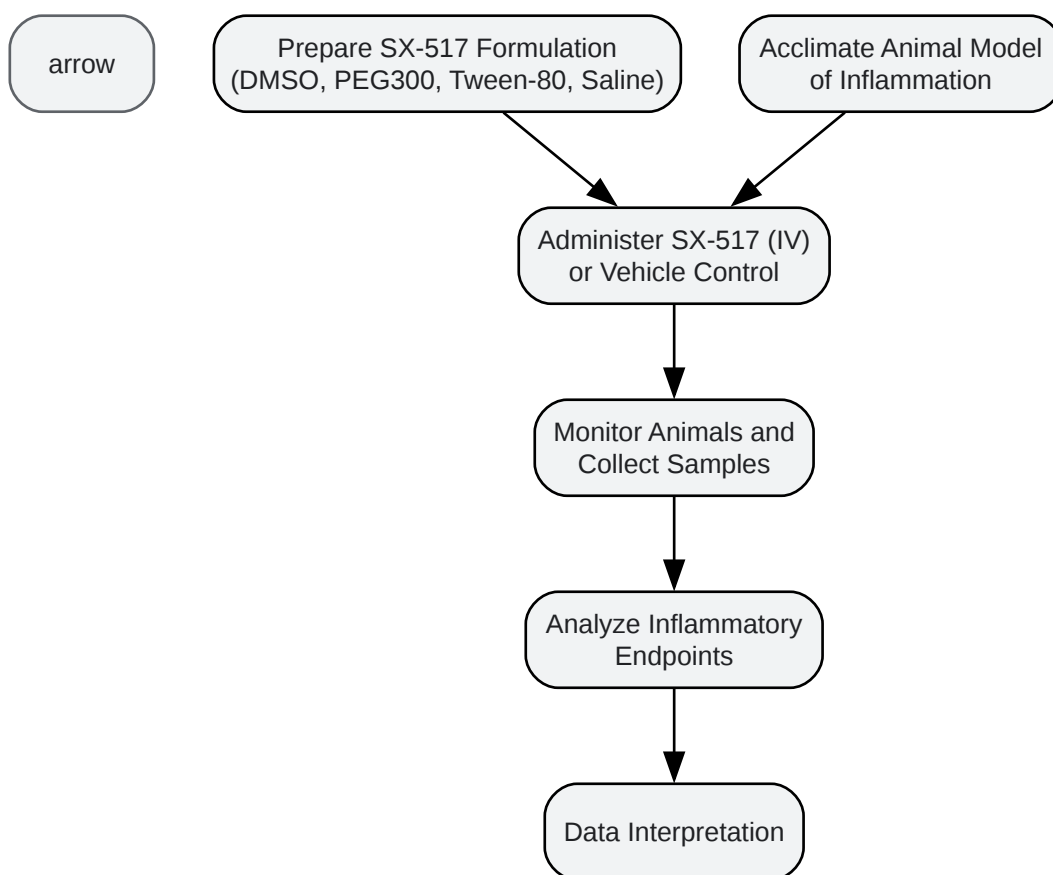 arrow
Prepare SX-517 Formulation
(DMSO, PEG300, Tween-80, Saline)
Acclimate Animal Model
of Inflammation
Administer SX-517 (IV)
or Vehicle Control
Monitor Animals and
Collect Samples
Analyze Inflammatory
Endpoints
Data Interpretation